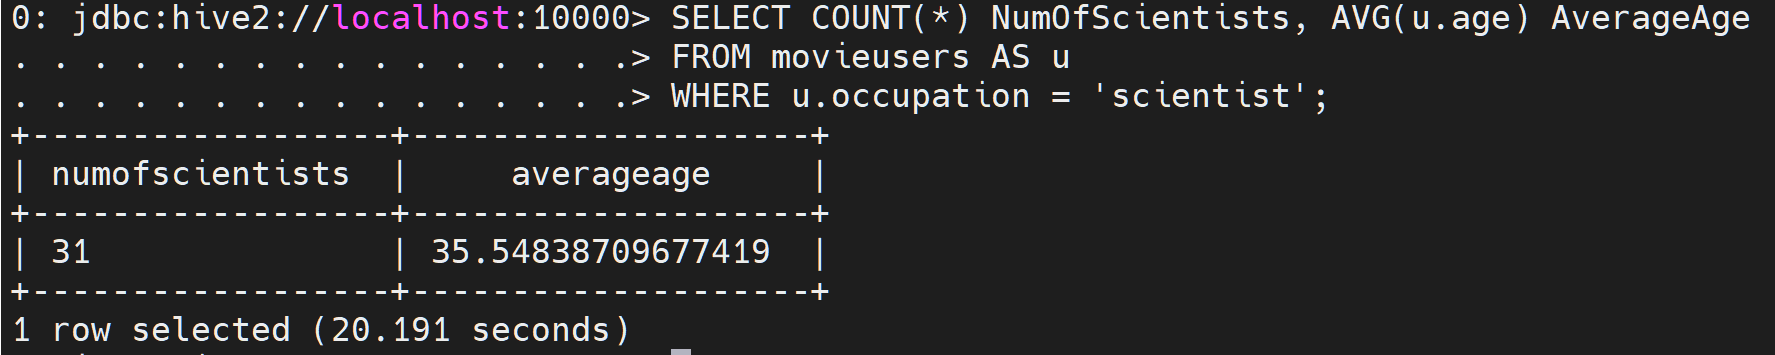 0: jdbc:hive2://localhost:10000> SELECT COUNT(*) NumOfScientists, AVG(u.age) AverageAge
. . . . . . . . . . . . . . . .> FROM movieusers AS u
. . . . . . . . . . . . . . . .> WHERE u.occupation = 'scientist';
+------------------+--------------------+
| numofscientists  |     averageage     |
+------------------+--------------------+
| 31               | 35.54838709677419  |
+------------------+--------------------+
1 row selected (20.191 seconds)